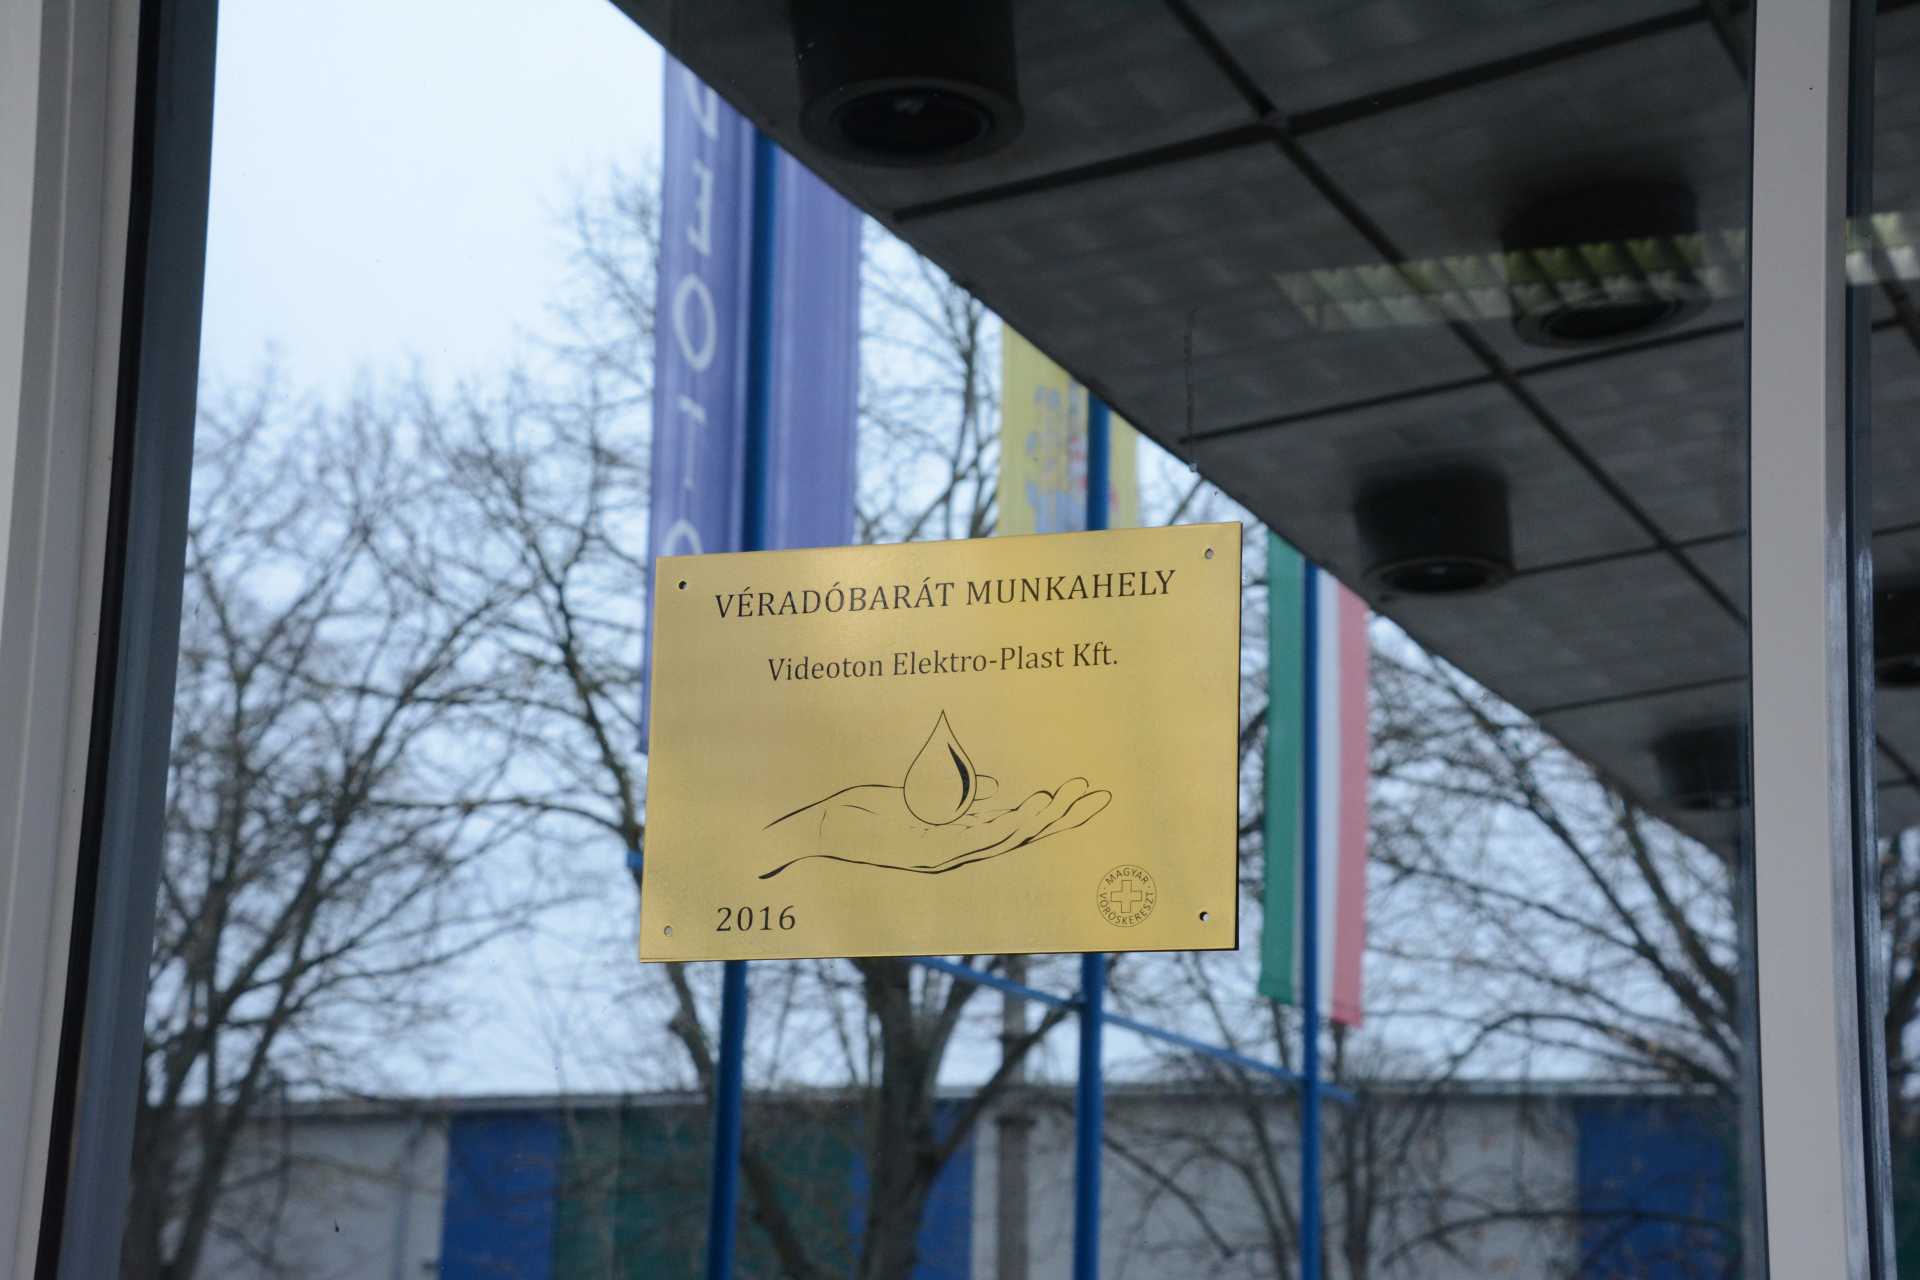 VÉRADÓBARÁT MUNKAHELY
Videoton Elektro-Plast Kft.
2016
MAGYAR
VÖRÖSKERESZT